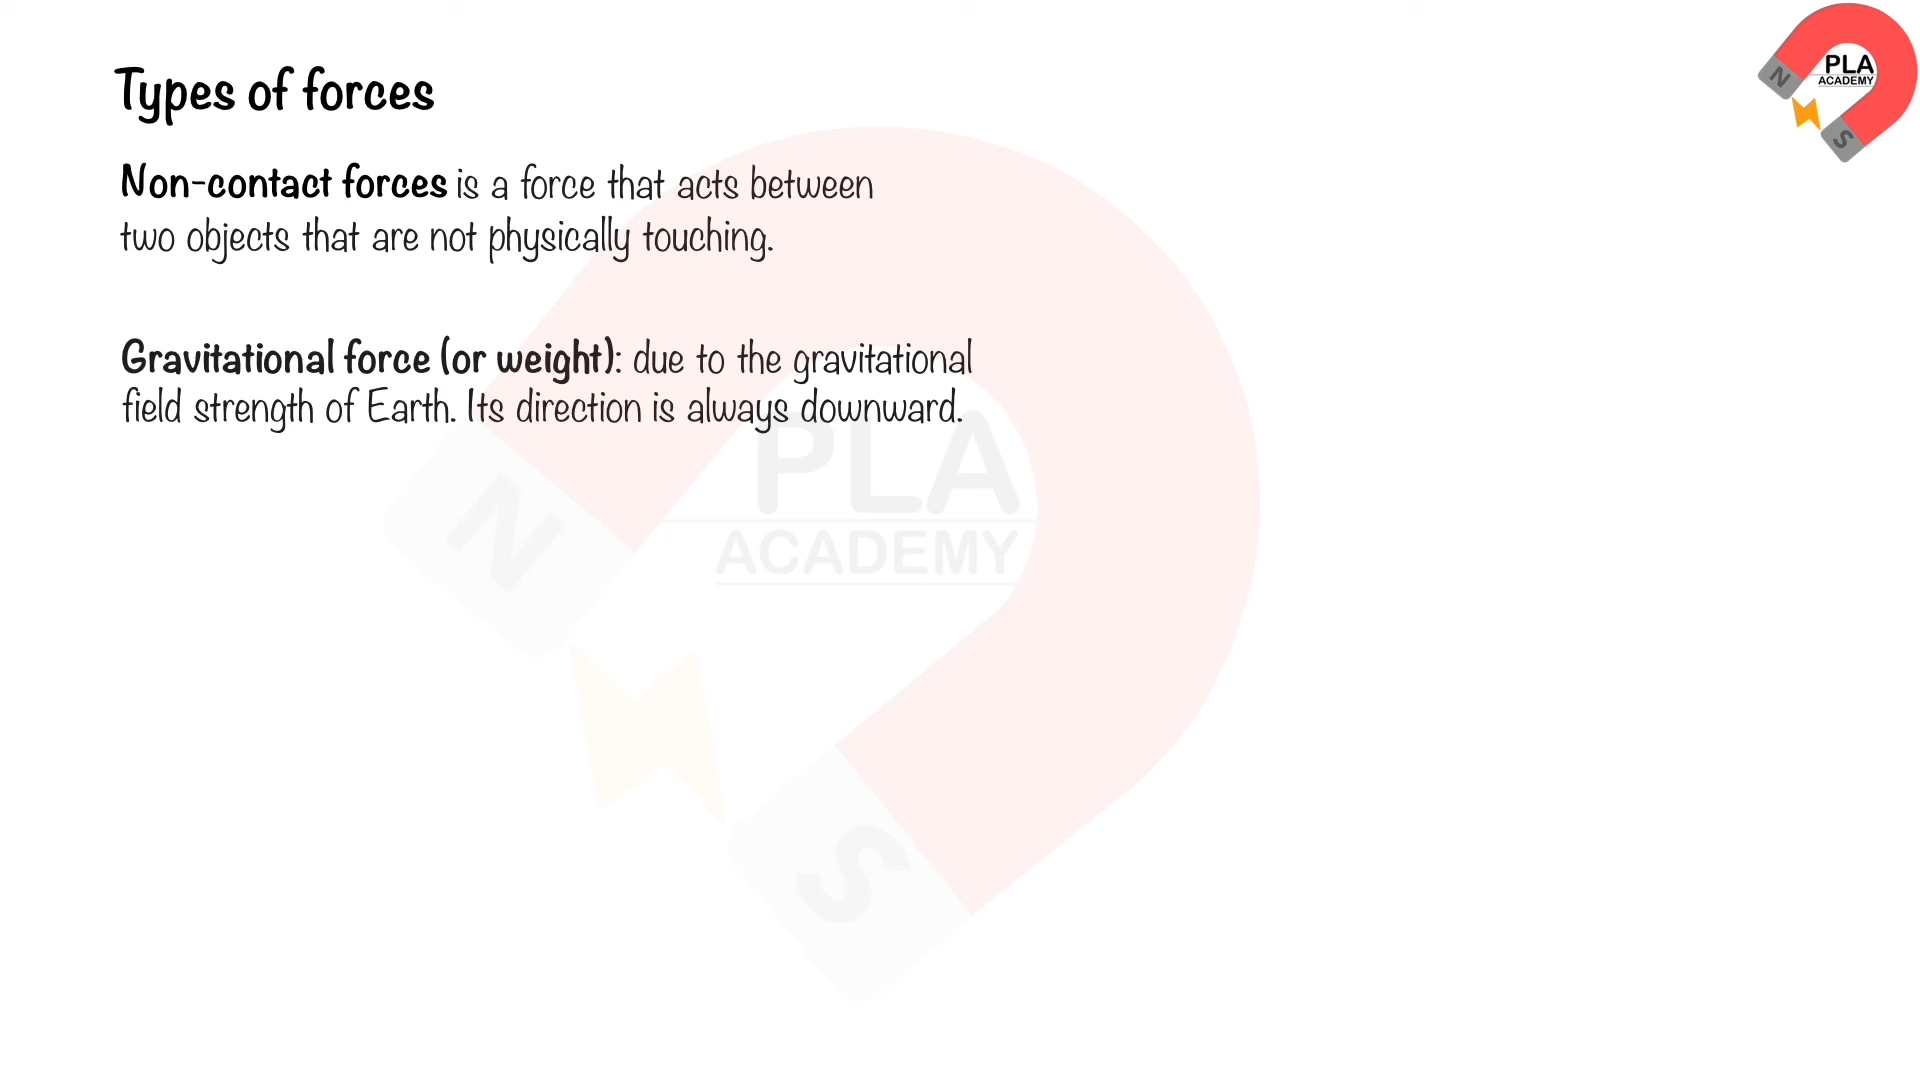 Types of forces
PLA
ACADEMY
N
S
Non-contact forces is a force that acts between
two objects that are not physically touching.
Gravitational force (or weight): due to the gravitational
field strength of Earth. Its direction is always downward.
PLA
ACADEMY
N
S